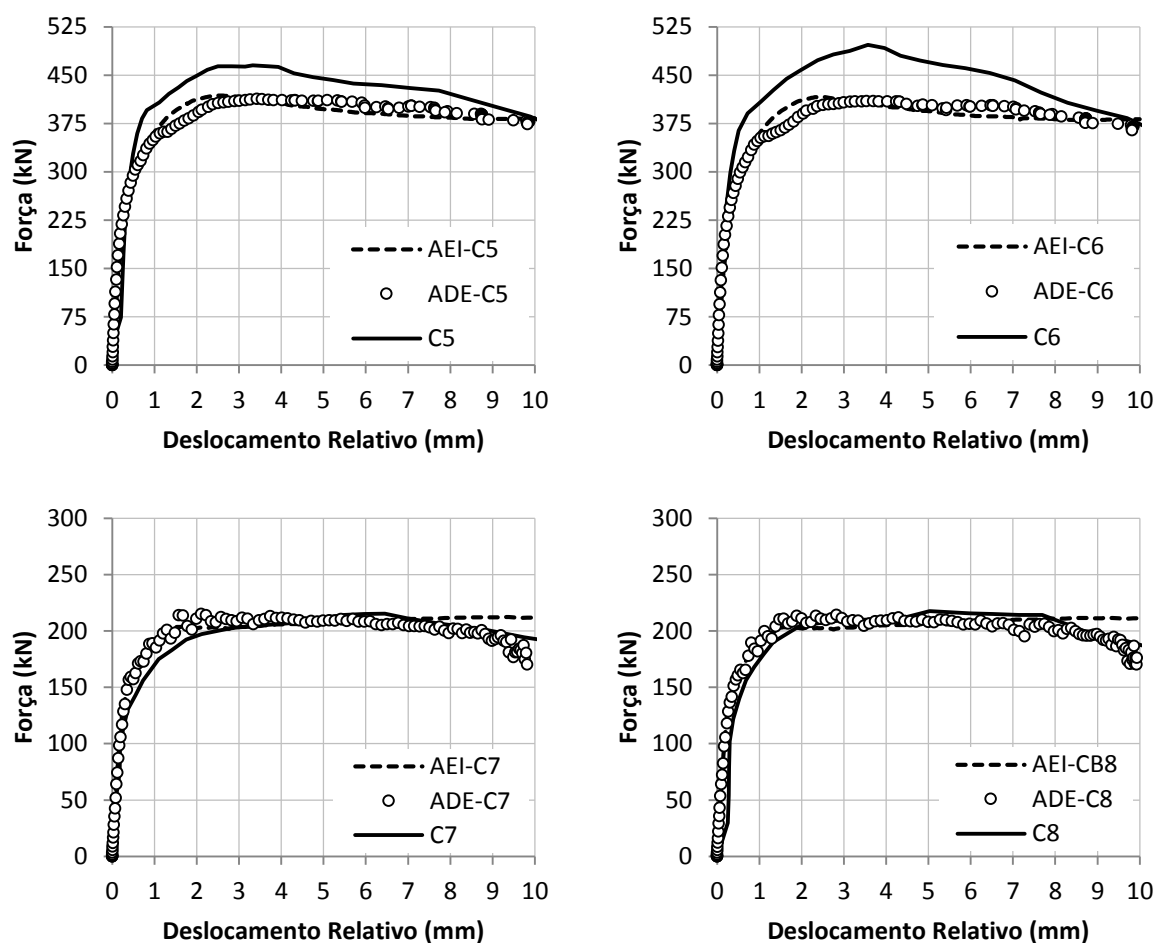 525
450
375
300
225
150
75
0
Força (kN)
AEI-C5
ADE-C5
C5
0 1 2 3 4 5 6 7 8 9 10
Deslocamento Relativo (mm)
525
450
375
300
225
150
75
0
Força (kN)
AEI-C6
ADE-C6
C6
0 1 2 3 4 5 6 7 8 9 10
Deslocamento Relativo (mm)
300
250
200
150
100
50
0
Força (kN)
AEI-C7
ADE-C7
C7
0 1 2 3 4 5 6 7 8 9 10
Deslocamento Relativo (mm)
300
250
200
150
100
50
0
Força (kN)
AEI-CB8
ADE-C8
C8
0 1 2 3 4 5 6 7 8 9 10
Deslocamento Relativo (mm)